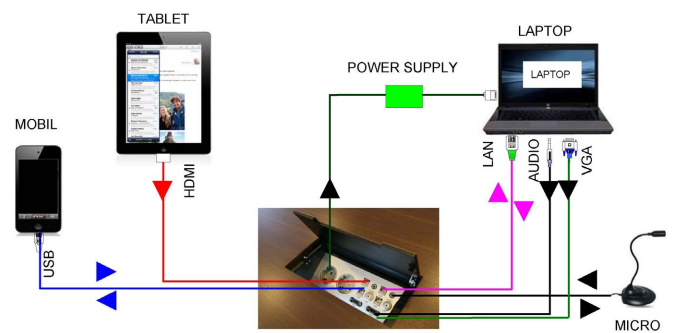 TABLET
LAPTOP
POWER SUPPLY
LAPTOP
MOBIL
HDMI
LAN
AUDIO
VGA
USB
MICRO